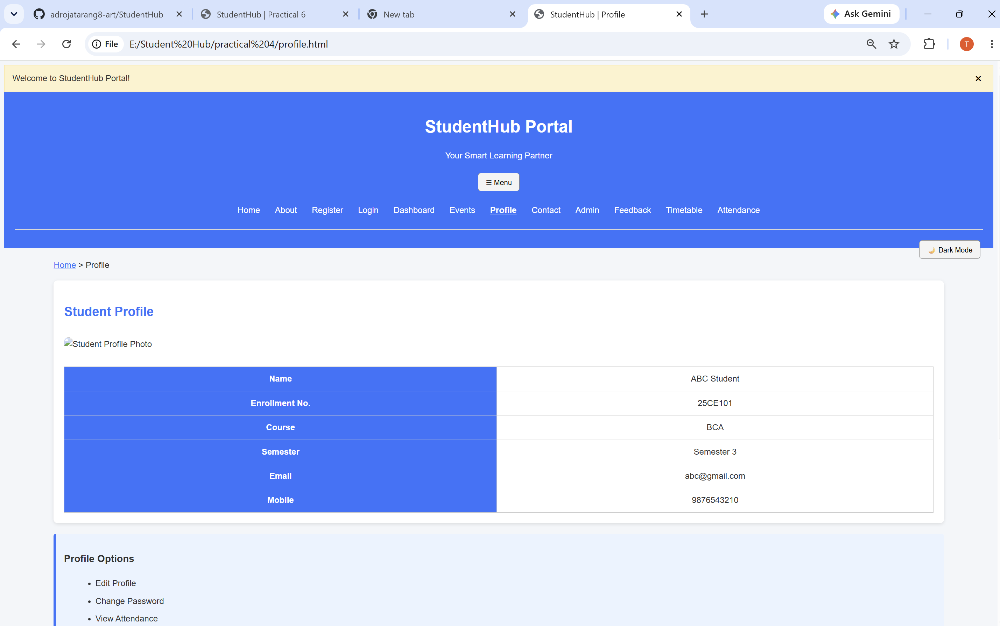 adrojatarang8-art/StudentHub
StudentHub | Practical 6
New tab
StudentHub | Profile
Ask Gemini
File
E:/Student%20Hub/practical%204/profile.html
T
Welcome to StudentHub Portal!
StudentHub Portal
Your Smart Learning Partner
☰ Menu
Home About Register Login Dashboard Events Profile Contact Admin Feedback Timetable Attendance
🌙 Dark Mode
Home > Profile
Student Profile
Student Profile Photo
Name ABC Student
Enrollment No. 25CE101
Course BCA
Semester Semester 3
Email abc@gmail.com
Mobile 9876543210
Profile Options
• Edit Profile
• Change Password
• View Attendance